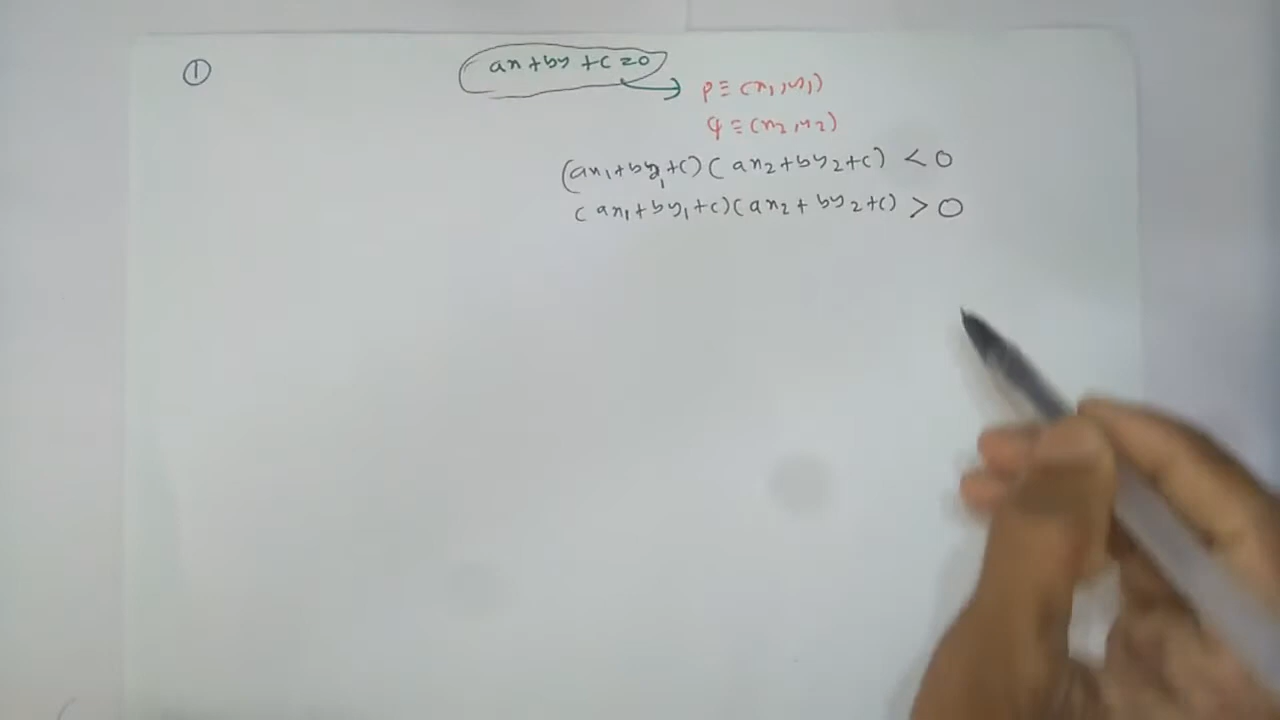 ① ax+by+c=0
P≡(x₁,y₁)
Q≡(x₂,y₂)
(ax₁+by₁+c)(ax₂+by₂+c) < 0
(ax₁+by₁+c)(ax₂+by₂+c) > 0